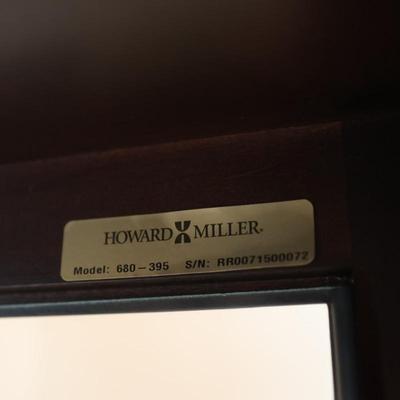 HOWARD MILLER®
Model: 680-395 S/N: RR0071500072